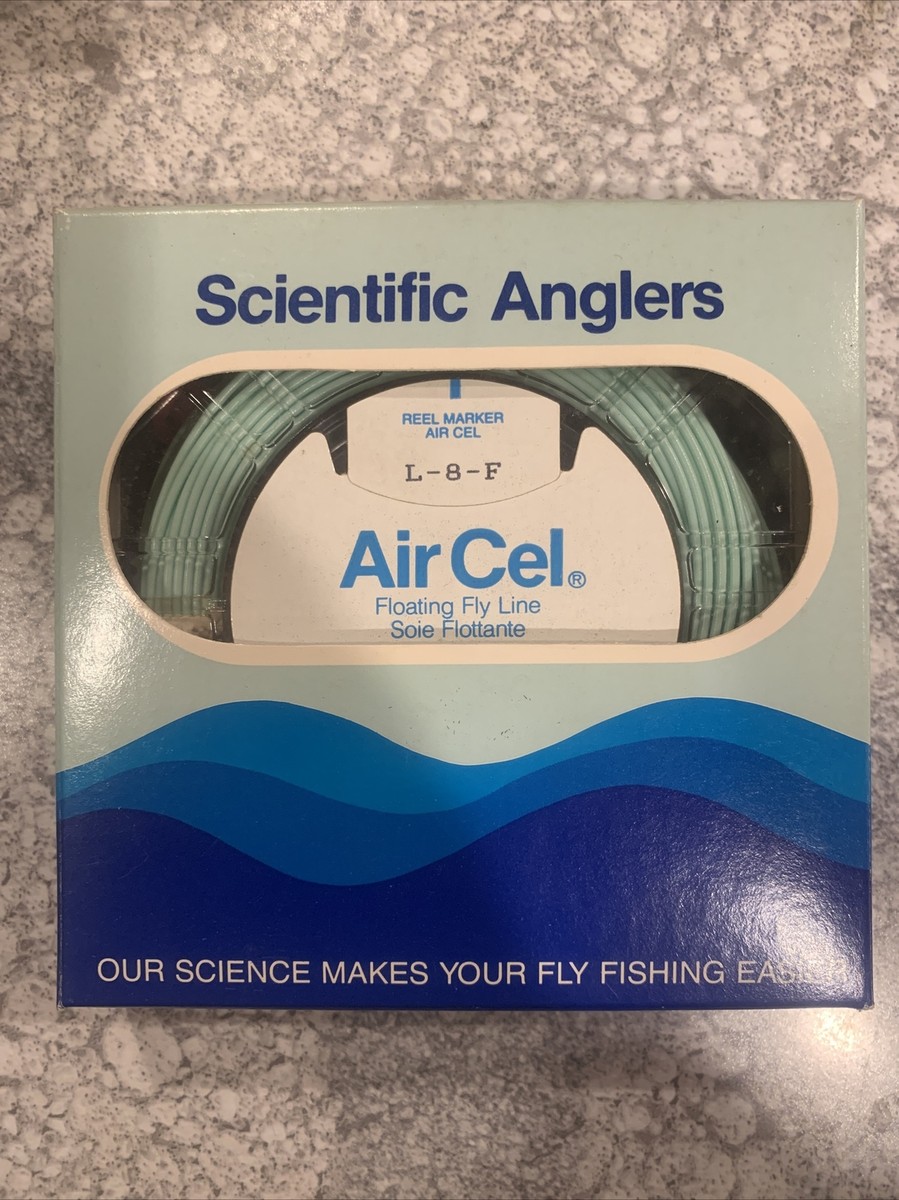 Scientific Anglers
REEL MARKER
AIR CEL
L-8-F
Air Cel®
Floating Fly Line
Soie Flottante
OUR SCIENCE MAKES YOUR FLY FISHING